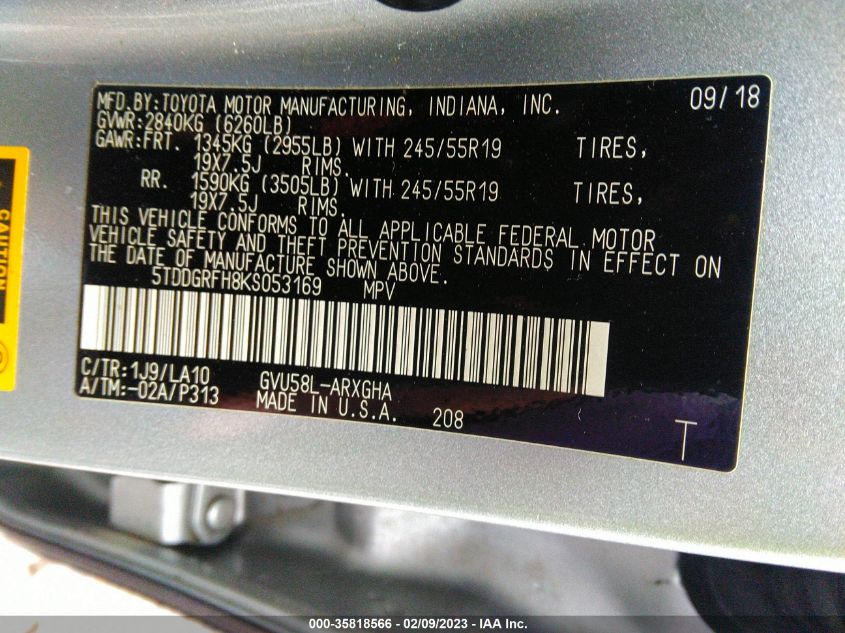 MFD.BY:TOYOTA MOTOR MANUFACTURING, INDIANA, INC. 09/18
GVWR:2840KG (6260LB)
GAWR:FRT. 1345KG (2955LB) WITH 245/55R19 TIRES,
19X7.5J RIMS.
RR. 1590KG (3505LB) WITH 245/55R19 TIRES,
19X7.5J RIMS.
THIS VEHICLE CONFORMS TO ALL APPLICABLE FEDERAL MOTOR
VEHICLE SAFETY AND THEFT PREVENTION STANDARDS IN EFFECT ON
THE DATE OF MANUFACTURE SHOWN ABOVE.
5TDDGRFH8KS053169 MPV
C/TR:1J9/LA10 GVU58L-ARXGHA
A/TM:-02A/P313 MADE IN U.S.A. 208
T
CAUTION
000-35818566 - 02/09/2023 - IAA Inc.